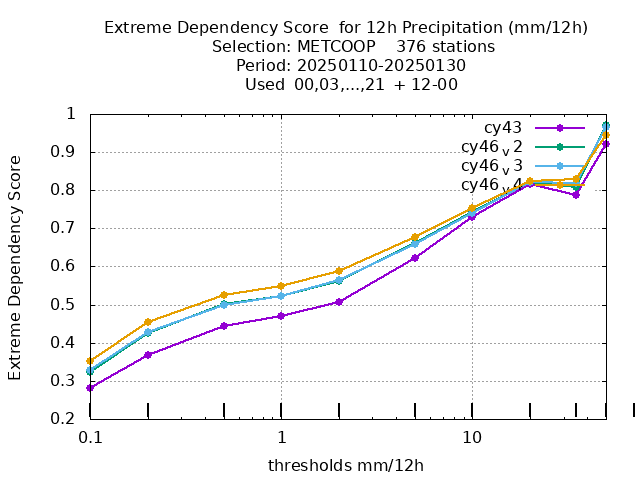 Extreme Dependency Score  for 12h Precipitation (mm/12h)
Selection: METCOOP    376 stations
Period: 20250110-20250130
Used  00,03,...,21  + 12-00
cy43
cy46 v 2
cy46 v 3
cy46 v 4
Extreme Dependency Score
1
0.9
0.8
0.7
0.6
0.5
0.4
0.3
0.2
0.1
1
10
thresholds mm/12h